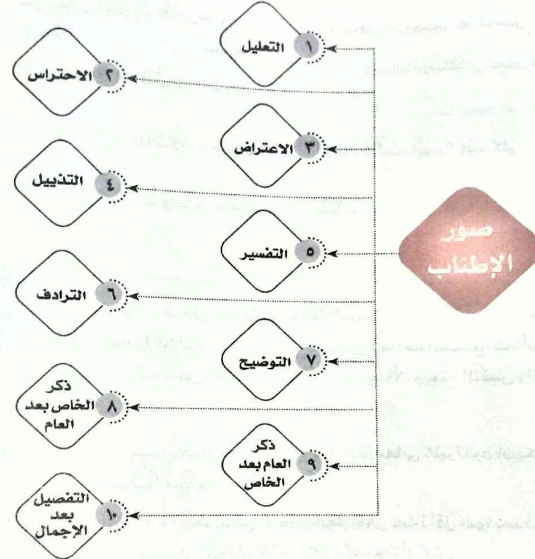 صور
الإطناب
١ التعليل
٢ الاحتراس
٣ الاعتراض
٤ التذييل
٥ التفسير
٦ الترادف
٧ التوضيح
٨ ذكر
الخاص بعد
العام
٩ ذكر
العام بعد
الخاص
١٠ التفصيل
بعد
الإجمال